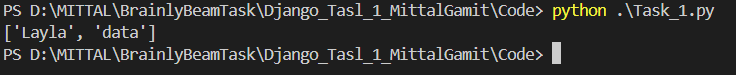 PS D:\MITTAL\BrainlyBeamTask\Django_Tasl_1_MittalGamit\Code> python .\Task_1.py
['Layla', 'data']
PS D:\MITTAL\BrainlyBeamTask\Django_Tasl_1_MittalGamit\Code>